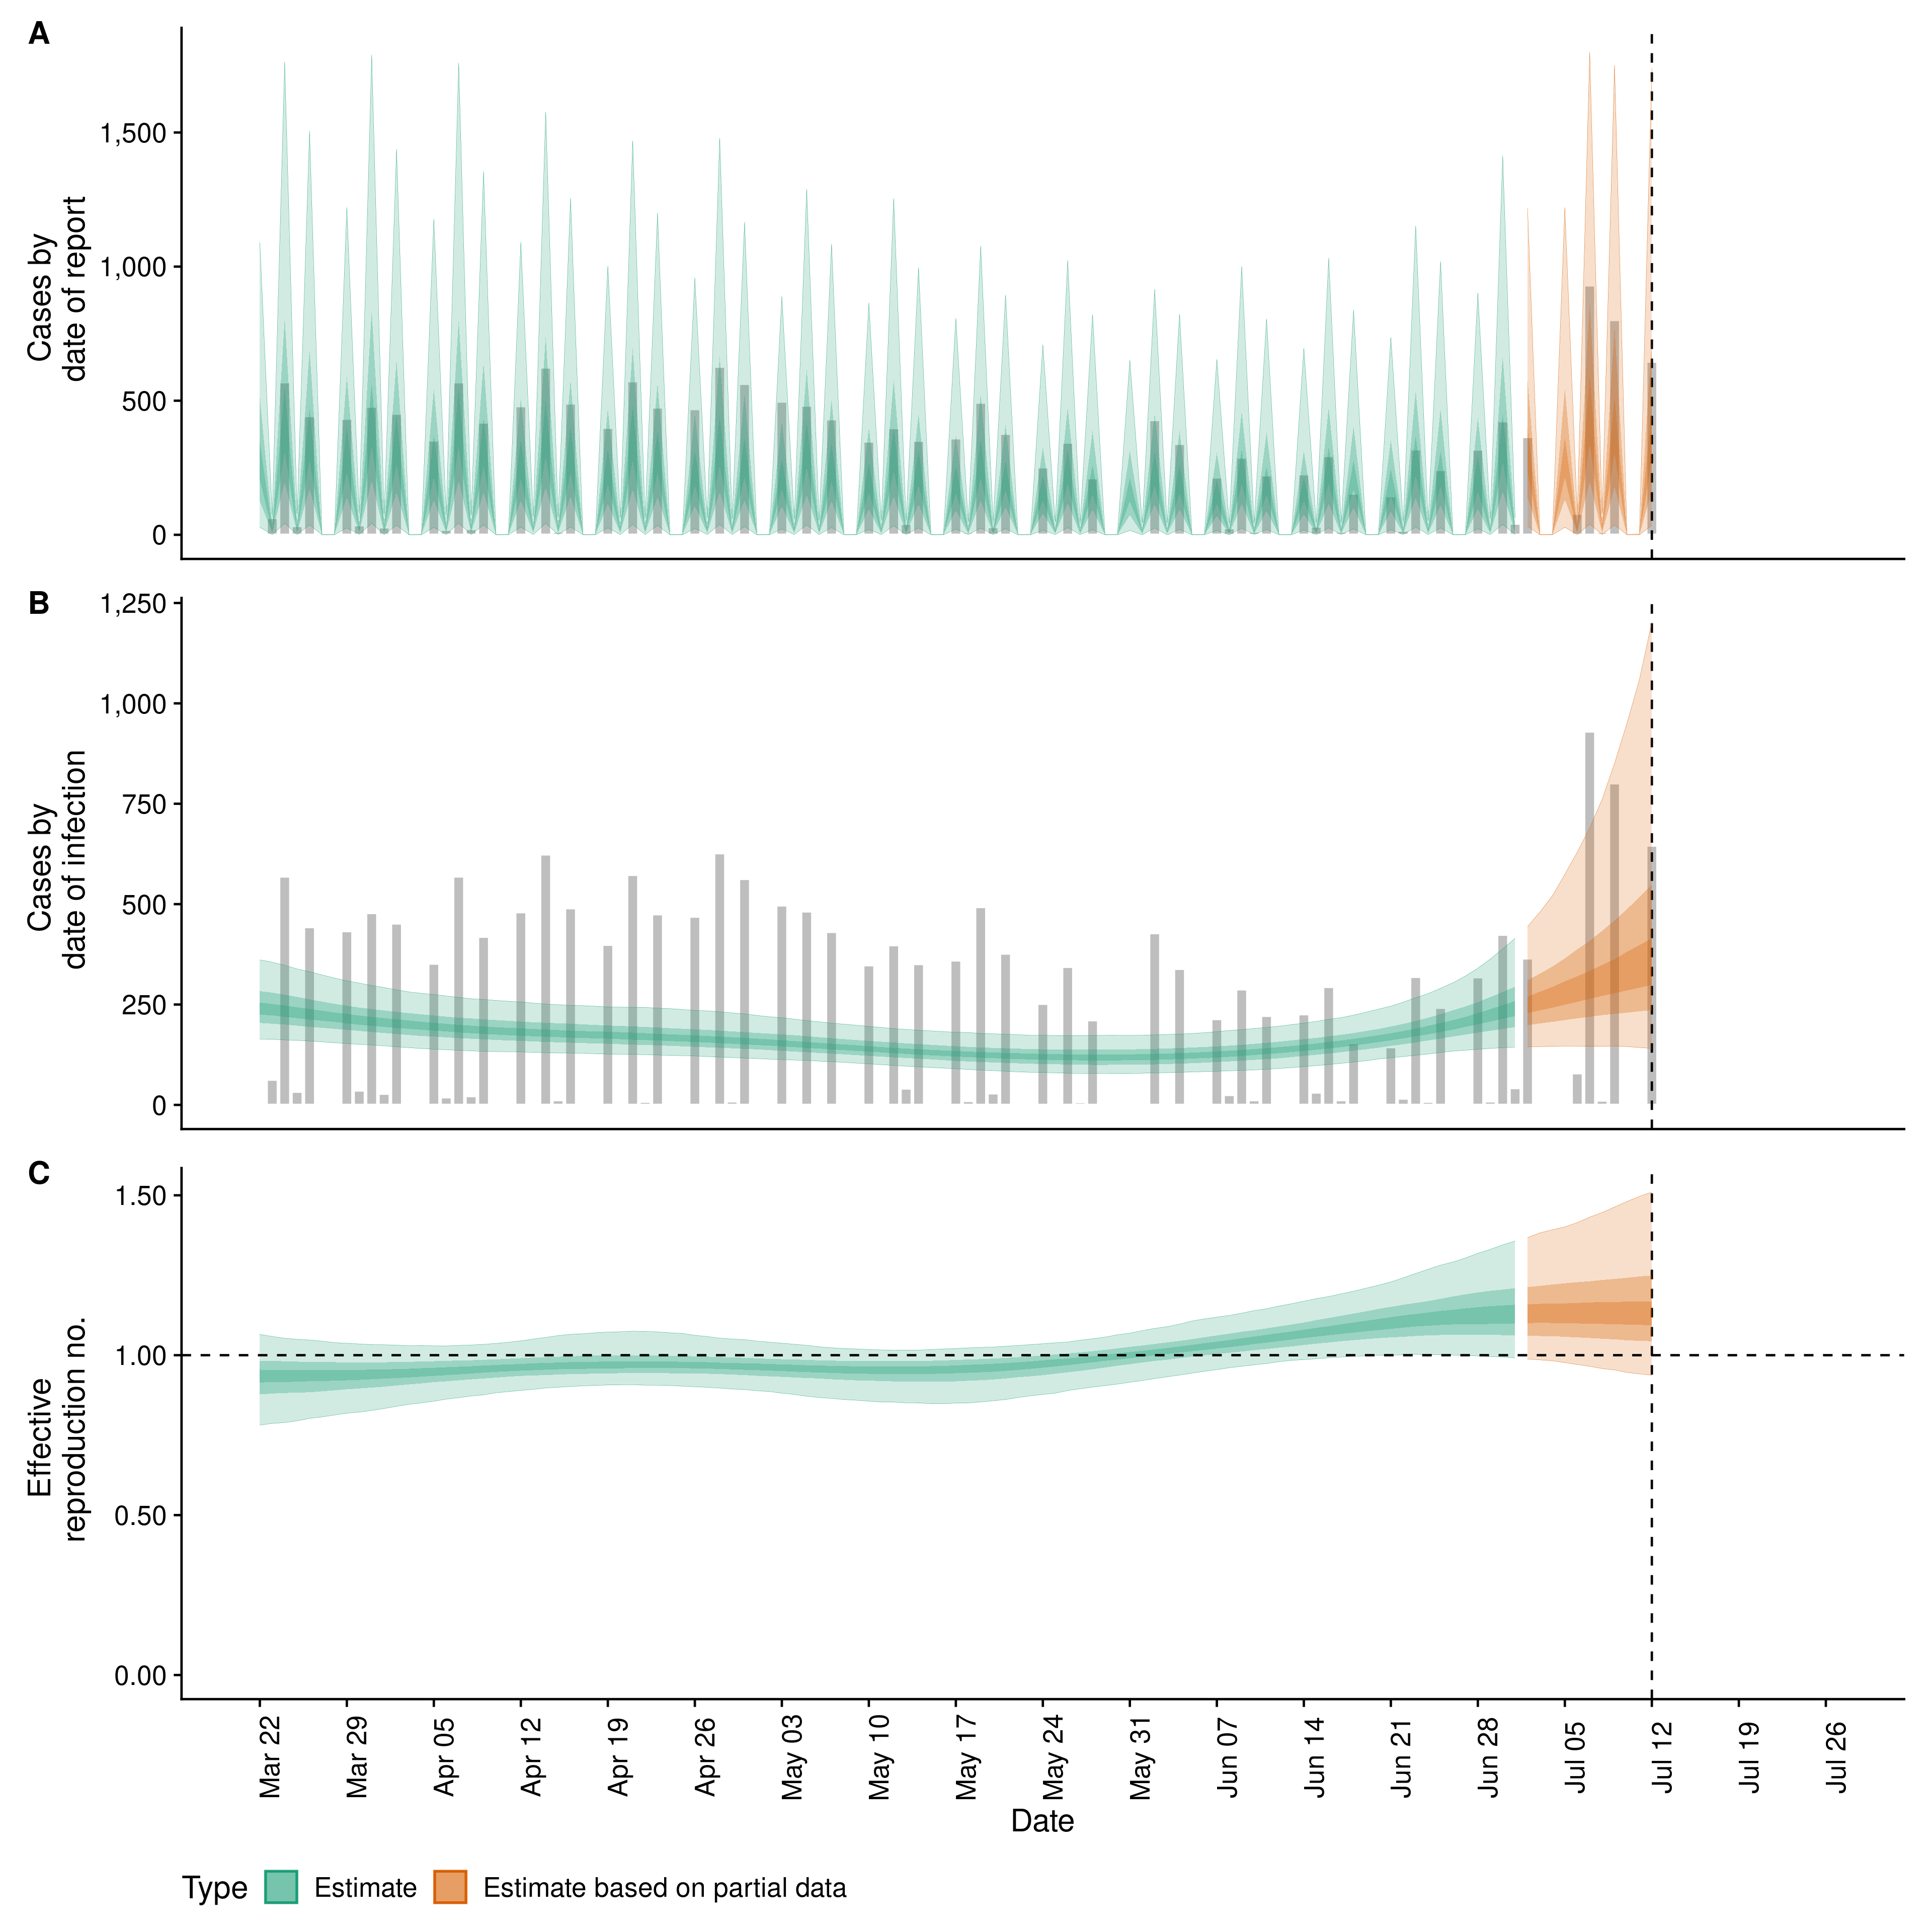 A
1,500
1,000
500
0
Cases by
date of report
B
1,250
1,000
750
500
250
0
Cases by
date of infection
C
1.50
1.00
0.50
0.00
Effective
reproduction no.
Mar 22
Mar 29
Apr 05
Apr 12
Apr 19
Apr 26
May 03
May 10
May 17
May 24
May 31
Jun 07
Jun 14
Jun 21
Jun 28
Jul 05
Jul 12
Jul 19
Jul 26
Date
Type Estimate Estimate based on partial data